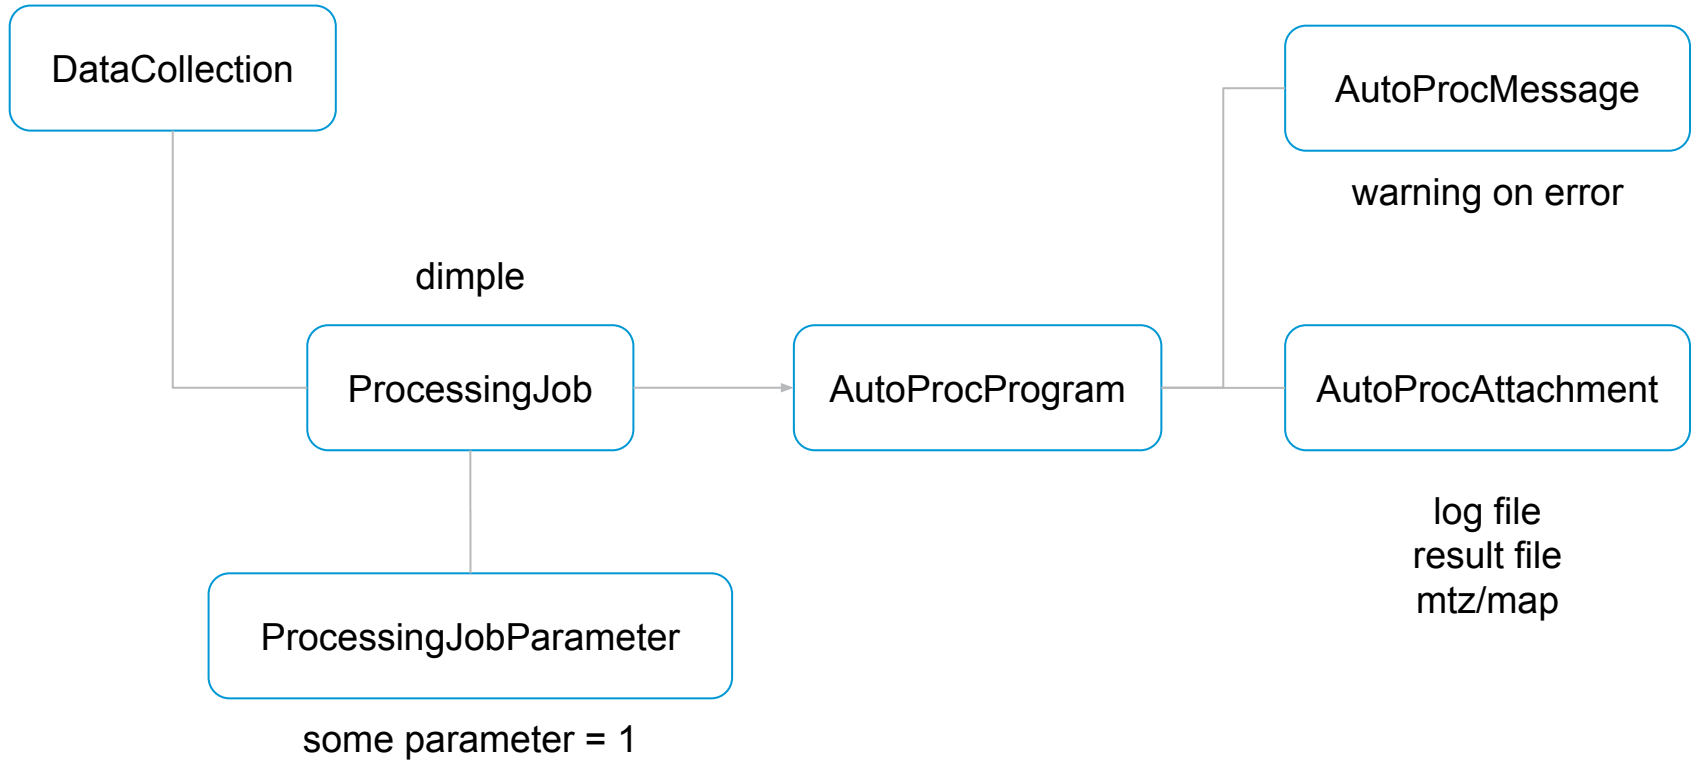 DataCollection
AutoProcMessage
warning on error
dimple
ProcessingJob
AutoProcProgram
AutoProcAttachment
log file
result file
mtz/map
ProcessingJobParameter
some parameter = 1